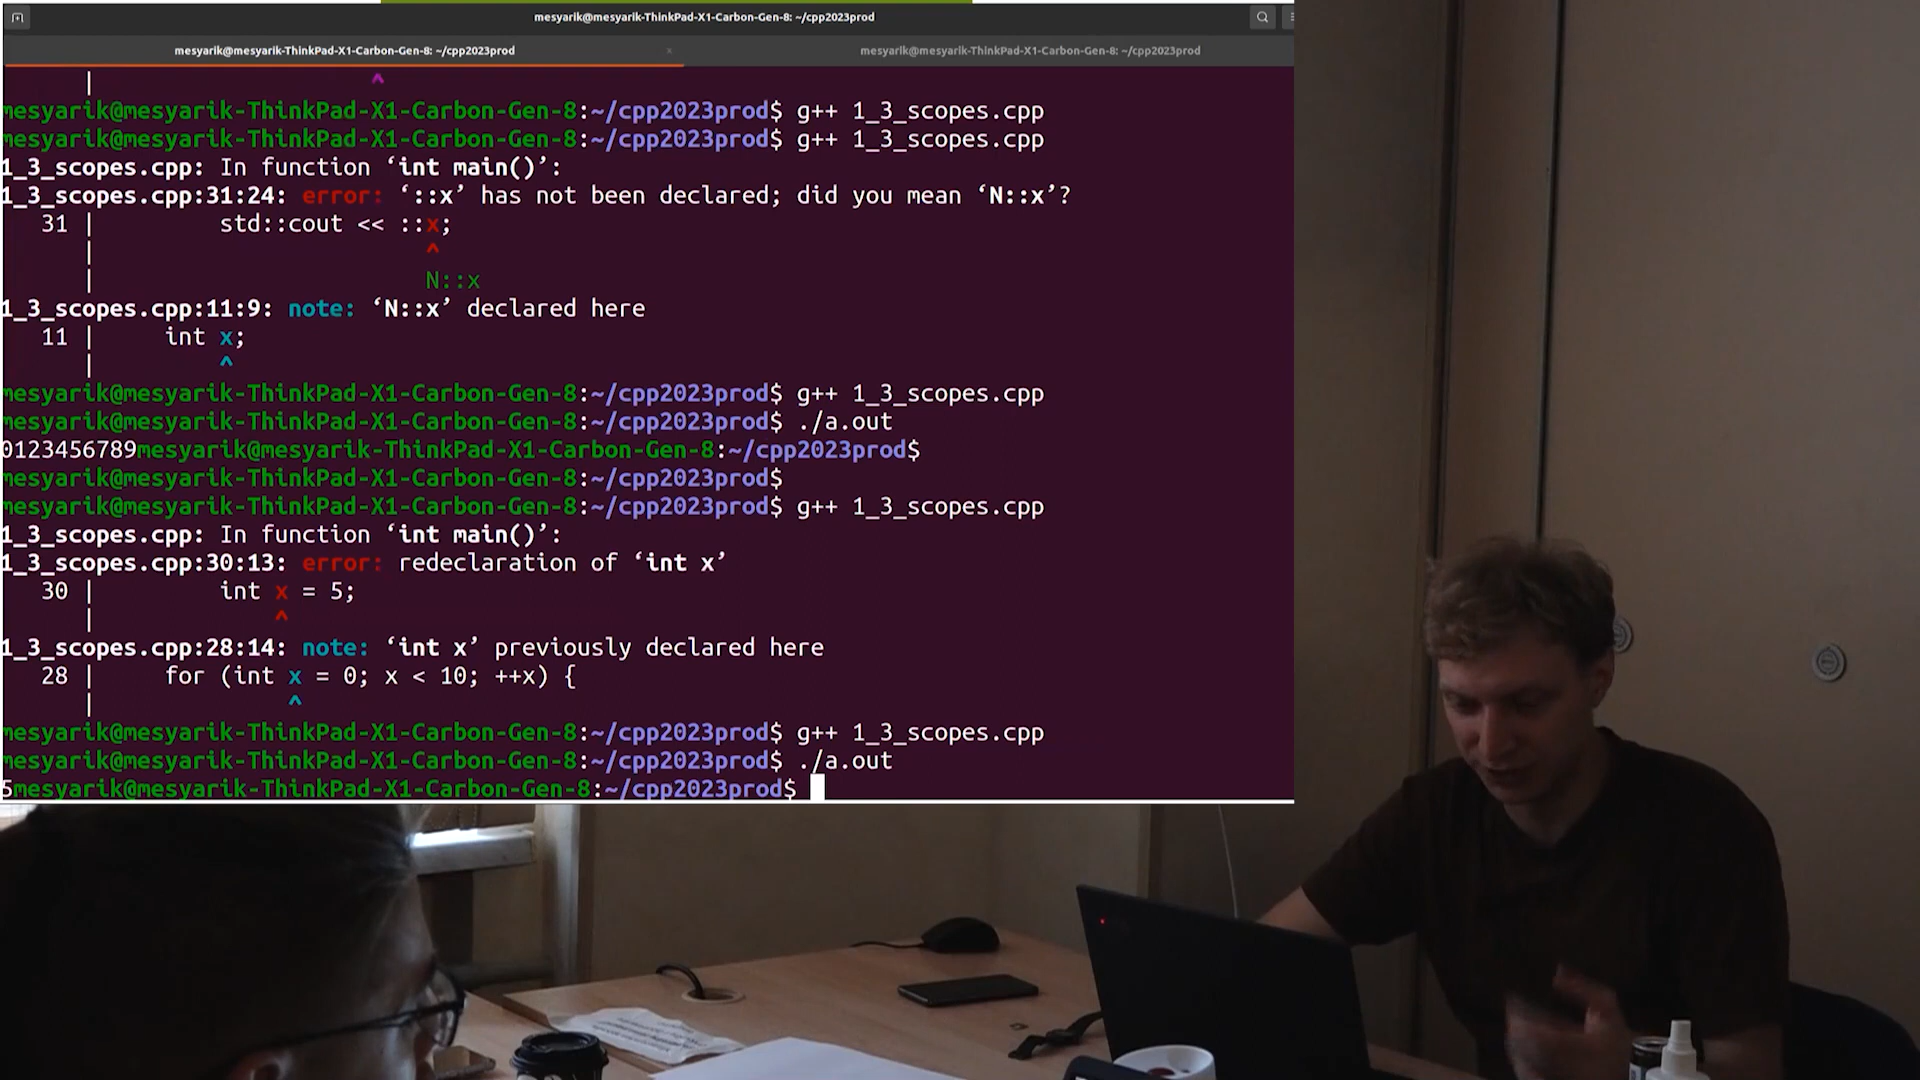 mesyarik@mesyarik-ThinkPad-X1-Carbon-Gen-8: ~/cpp2023prod
mesyarik@mesyarik-ThinkPad-X1-Carbon-Gen-8: ~/cpp2023prod
mesyarik@mesyarik-ThinkPad-X1-Carbon-Gen-8: ~/cpp2023prod
|
^
mesyarik@mesyarik-ThinkPad-X1-Carbon-Gen-8:~/cpp2023prod$ g++ 1_3_scopes.cpp
mesyarik@mesyarik-ThinkPad-X1-Carbon-Gen-8:~/cpp2023prod$ g++ 1_3_scopes.cpp
1_3_scopes.cpp: In function ‘int main()’:
1_3_scopes.cpp:31:24: error: ‘::x’ has not been declared; did you mean ‘N::x’?
31 | std::cout << ::x;
| ^
| N::x
1_3_scopes.cpp:11:9: note: ‘N::x’ declared here
11 | int x;
| ^
mesyarik@mesyarik-ThinkPad-X1-Carbon-Gen-8:~/cpp2023prod$ g++ 1_3_scopes.cpp
mesyarik@mesyarik-ThinkPad-X1-Carbon-Gen-8:~/cpp2023prod$ ./a.out
0123456789mesyarik@mesyarik-ThinkPad-X1-Carbon-Gen-8:~/cpp2023prod$
mesyarik@mesyarik-ThinkPad-X1-Carbon-Gen-8:~/cpp2023prod$
mesyarik@mesyarik-ThinkPad-X1-Carbon-Gen-8:~/cpp2023prod$ g++ 1_3_scopes.cpp
1_3_scopes.cpp: In function ‘int main()’:
1_3_scopes.cpp:30:13: error: redeclaration of ‘int x’
30 | int x = 5;
| ^
1_3_scopes.cpp:28:14: note: ‘int x’ previously declared here
28 | for (int x = 0; x < 10; ++x) {
| ^
mesyarik@mesyarik-ThinkPad-X1-Carbon-Gen-8:~/cpp2023prod$ g++ 1_3_scopes.cpp
mesyarik@mesyarik-ThinkPad-X1-Carbon-Gen-8:~/cpp2023prod$ ./a.out
5mesyarik@mesyarik-ThinkPad-X1-Carbon-Gen-8:~/cpp2023prod$